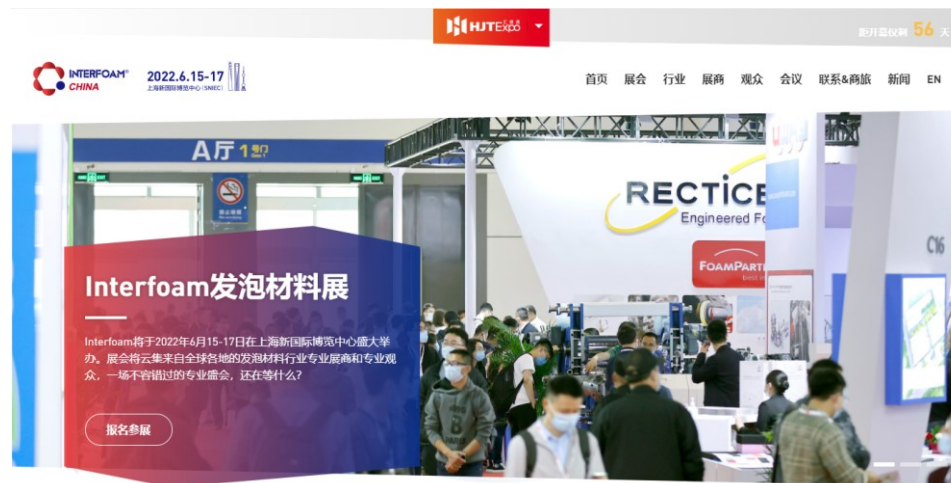 HJTExpo
距开幕仅剩 56 天
INTERFOAM®
CHINA
2022.6.15-17
上海新国际博览中心(SNIEC)
首页 展会 行业 展商 观众 会议 联系&商旅 新闻 EN
A厅 1号门
RECTICE
Engineered Fo
FOAMPARTN
C16
Interfoam发泡材料展
Interfoam将于2022年6月15-17日在上海新国际博览中心盛大举
办。展会将云集来自全球各地的发泡材料行业专业展商和专业观
众，一场不容错过的专业盛会，还在等什么？
报名参展